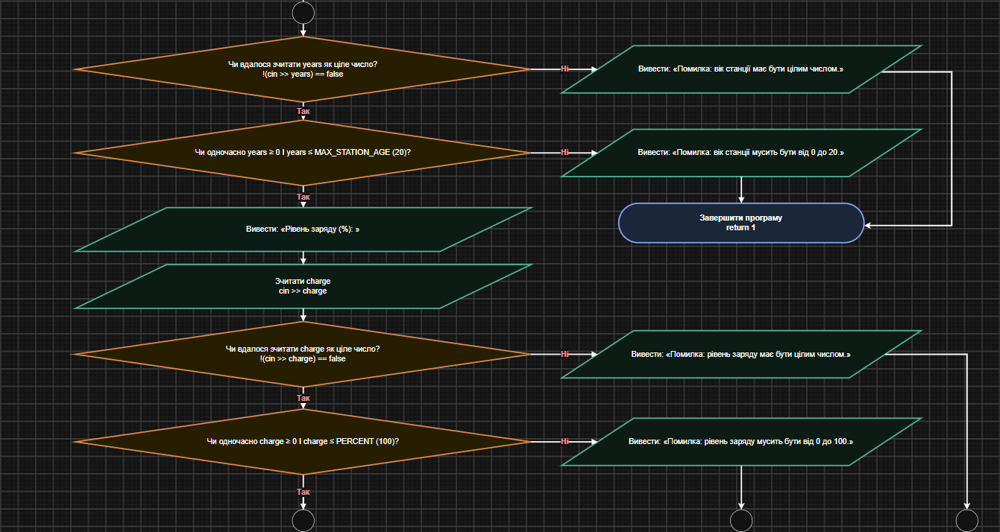 Чи вдалося зчитати years як ціле число?
!(cin >> years) == false
Ні
Вивести: «Помилка: вік станції має бути цілим числом.»
Так
Чи одночасно years ≥ 0 І years ≤ MAX_STATION_AGE (20)?
Ні
Вивести: «Помилка: вік станції мусить бути від 0 до 20.»
Так
Завершити програму
return 1
Вивести: «Рівень заряду (%): »
Зчитати charge
cin >> charge
Чи вдалося зчитати charge як ціле число?
!(cin >> charge) == false
Ні
Вивести: «Помилка: рівень заряду має бути цілим числом.»
Так
Чи одночасно charge ≥ 0 І charge ≤ PERCENT (100)?
Ні
Вивести: «Помилка: рівень заряду мусить бути від 0 до 100.»
Так